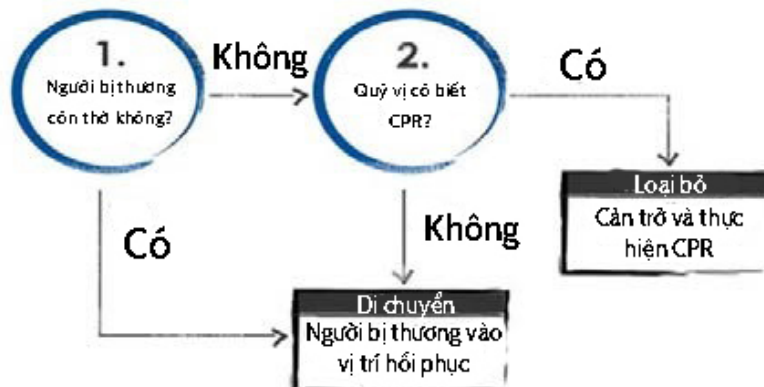 1.
Người bị thương
còn thở không?
Không
2.
Quý vị có biết
CPR?
Có
Có
Không
Loại bỏ
Cản trở và thực
hiện CPR
Di chuyển
Người bị thương vào
vị trí hồi phục